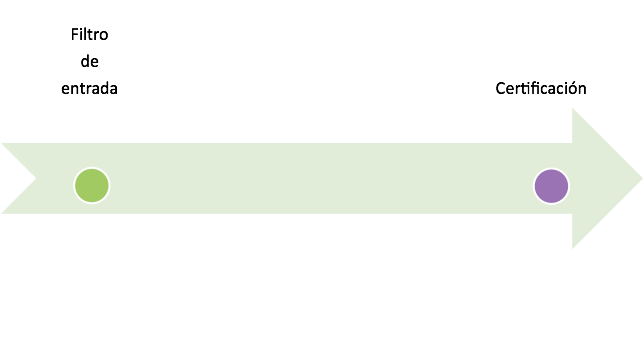 Filtro
de
entrada
Certificación